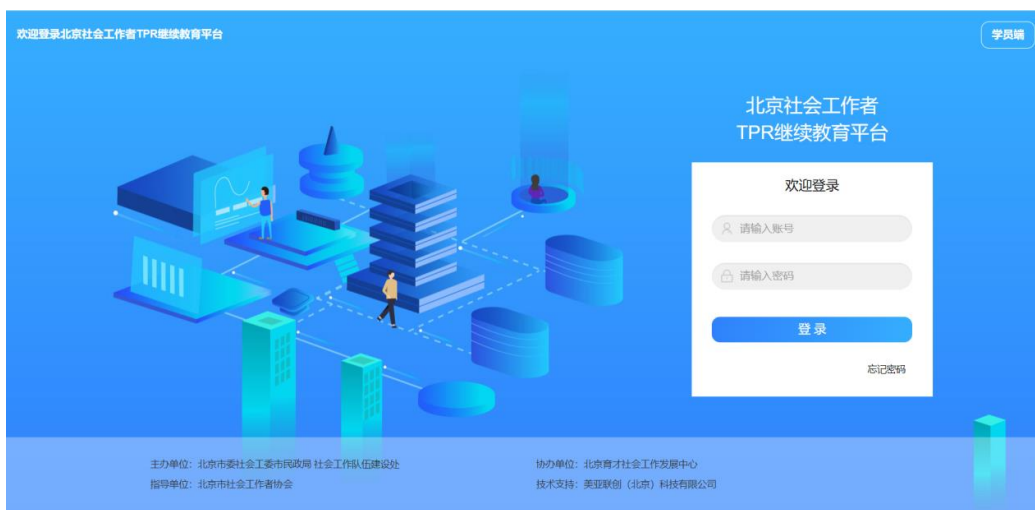 欢迎登录北京社会工作者TPR继续教育平台
学员端
北京社会工作者
TPR继续教育平台
欢迎登录
请输入账号
请输入密码
登录
忘记密码
主办单位：北京市委社会工委市民政局 社会工作队伍建设处
协办单位：北京育才社会工作发展中心
指导单位：北京市社会工作者协会
技术支持：英亚联创（北京）科技有限公司